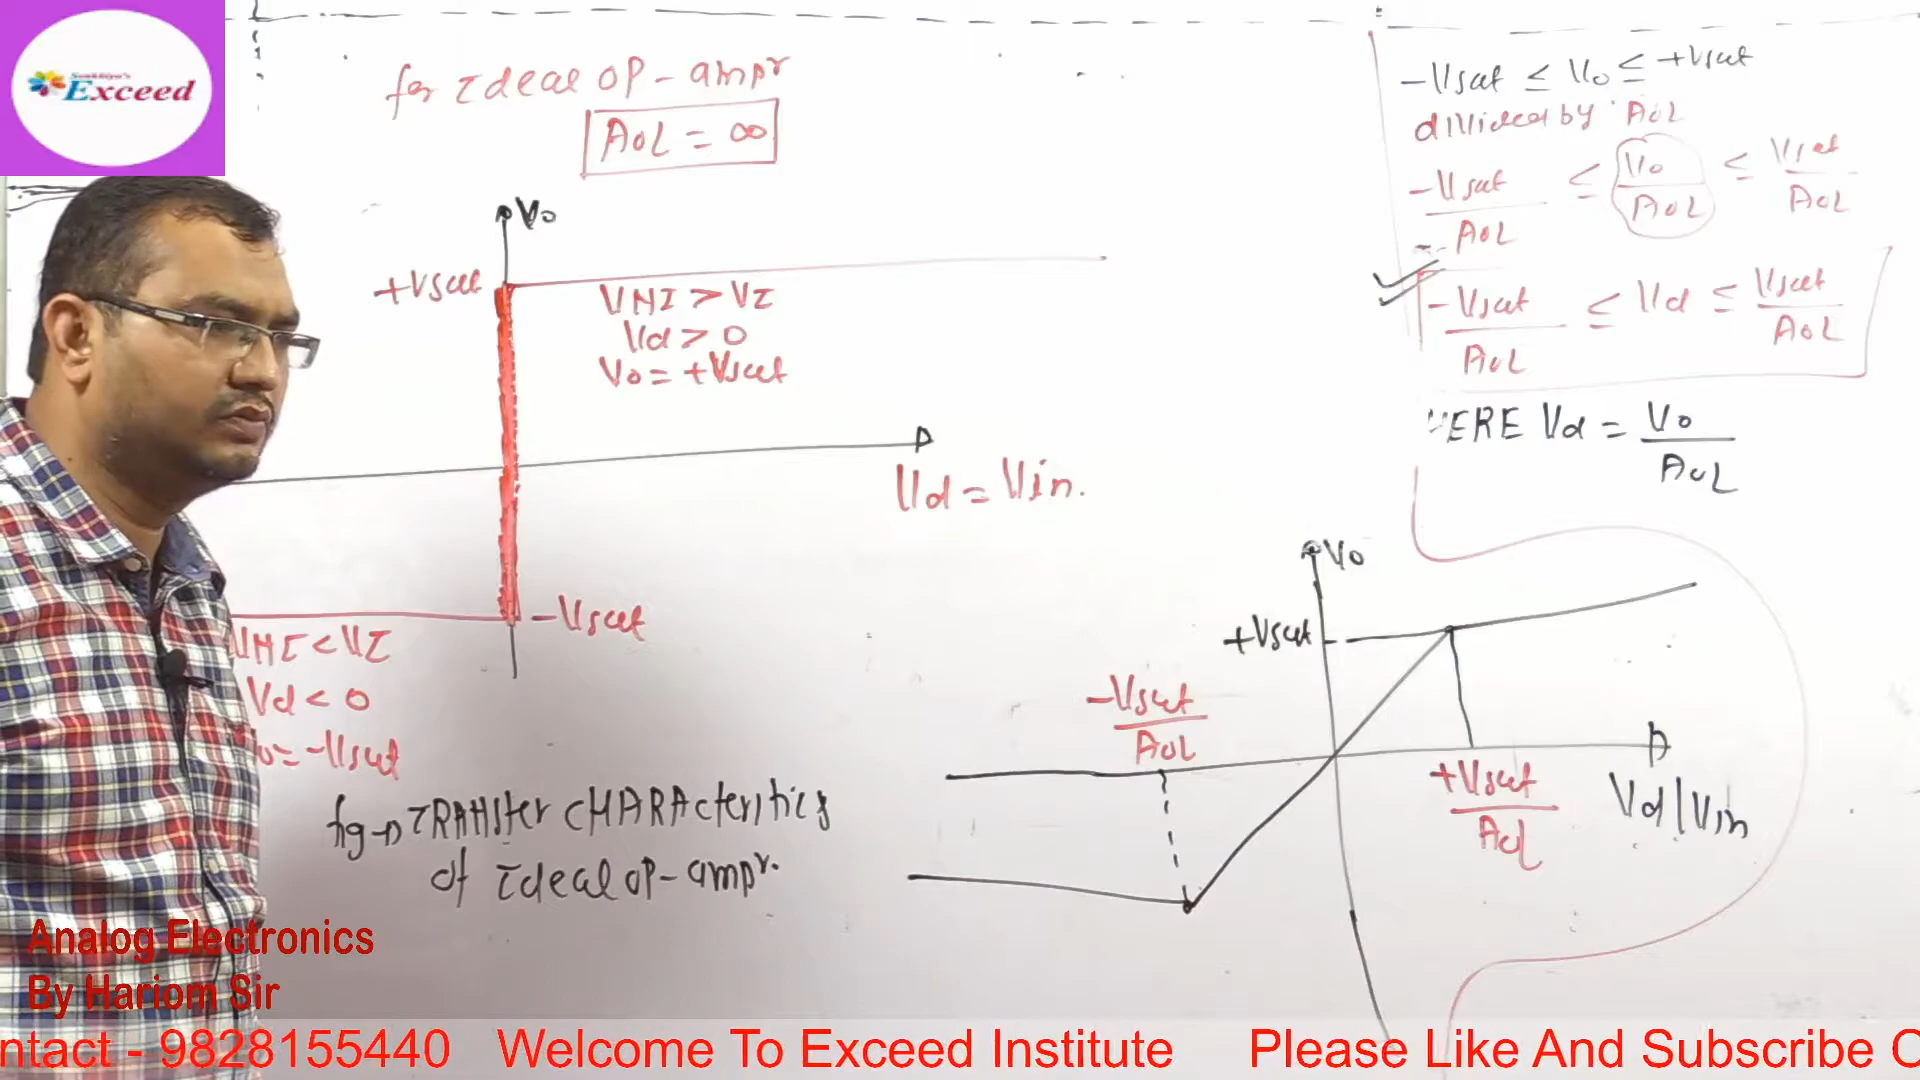 Sankhiya's
Exceed
for Ideal OP-ampr
AOL = ∞
Vo
+Vsat
VNI > VI
Vd > 0
Vo = +Vsat
Vd = Vin.
-Vsat
VNI < VI
Vd < 0
Vo = -Vsat
fig→ TRANSfer CHARActeristics
of Ideal OP-ampr.
-Vsat ≤ Vo ≤ +Vsat
divided by AOL
-Vsat/AOL ≤ Vo/AOL ≤ Vsat/AOL
-Vsat/AOL ≤ Vd ≤ Vsat/AOL
HERE Vd = Vo/AOL
Vo
+Vsat
-Vsat/AOL
+Vsat/AOL
Vd/Vin
Analog Electronics
By Hariom Sir
ntact - 9828155440 Welcome To Exceed Institute Please Like And Subscribe